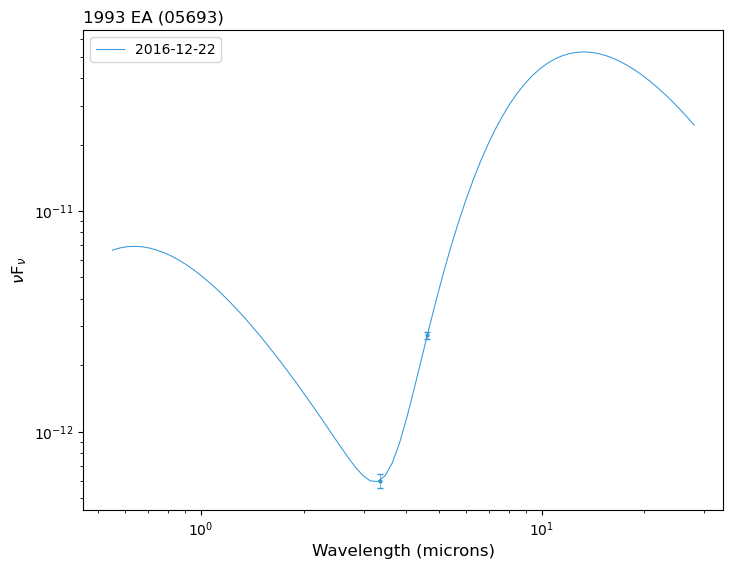 1993 EA (05693)
2016-12-22
νFν
10⁻¹¹
10⁻¹²
10⁰
10¹
Wavelength (microns)